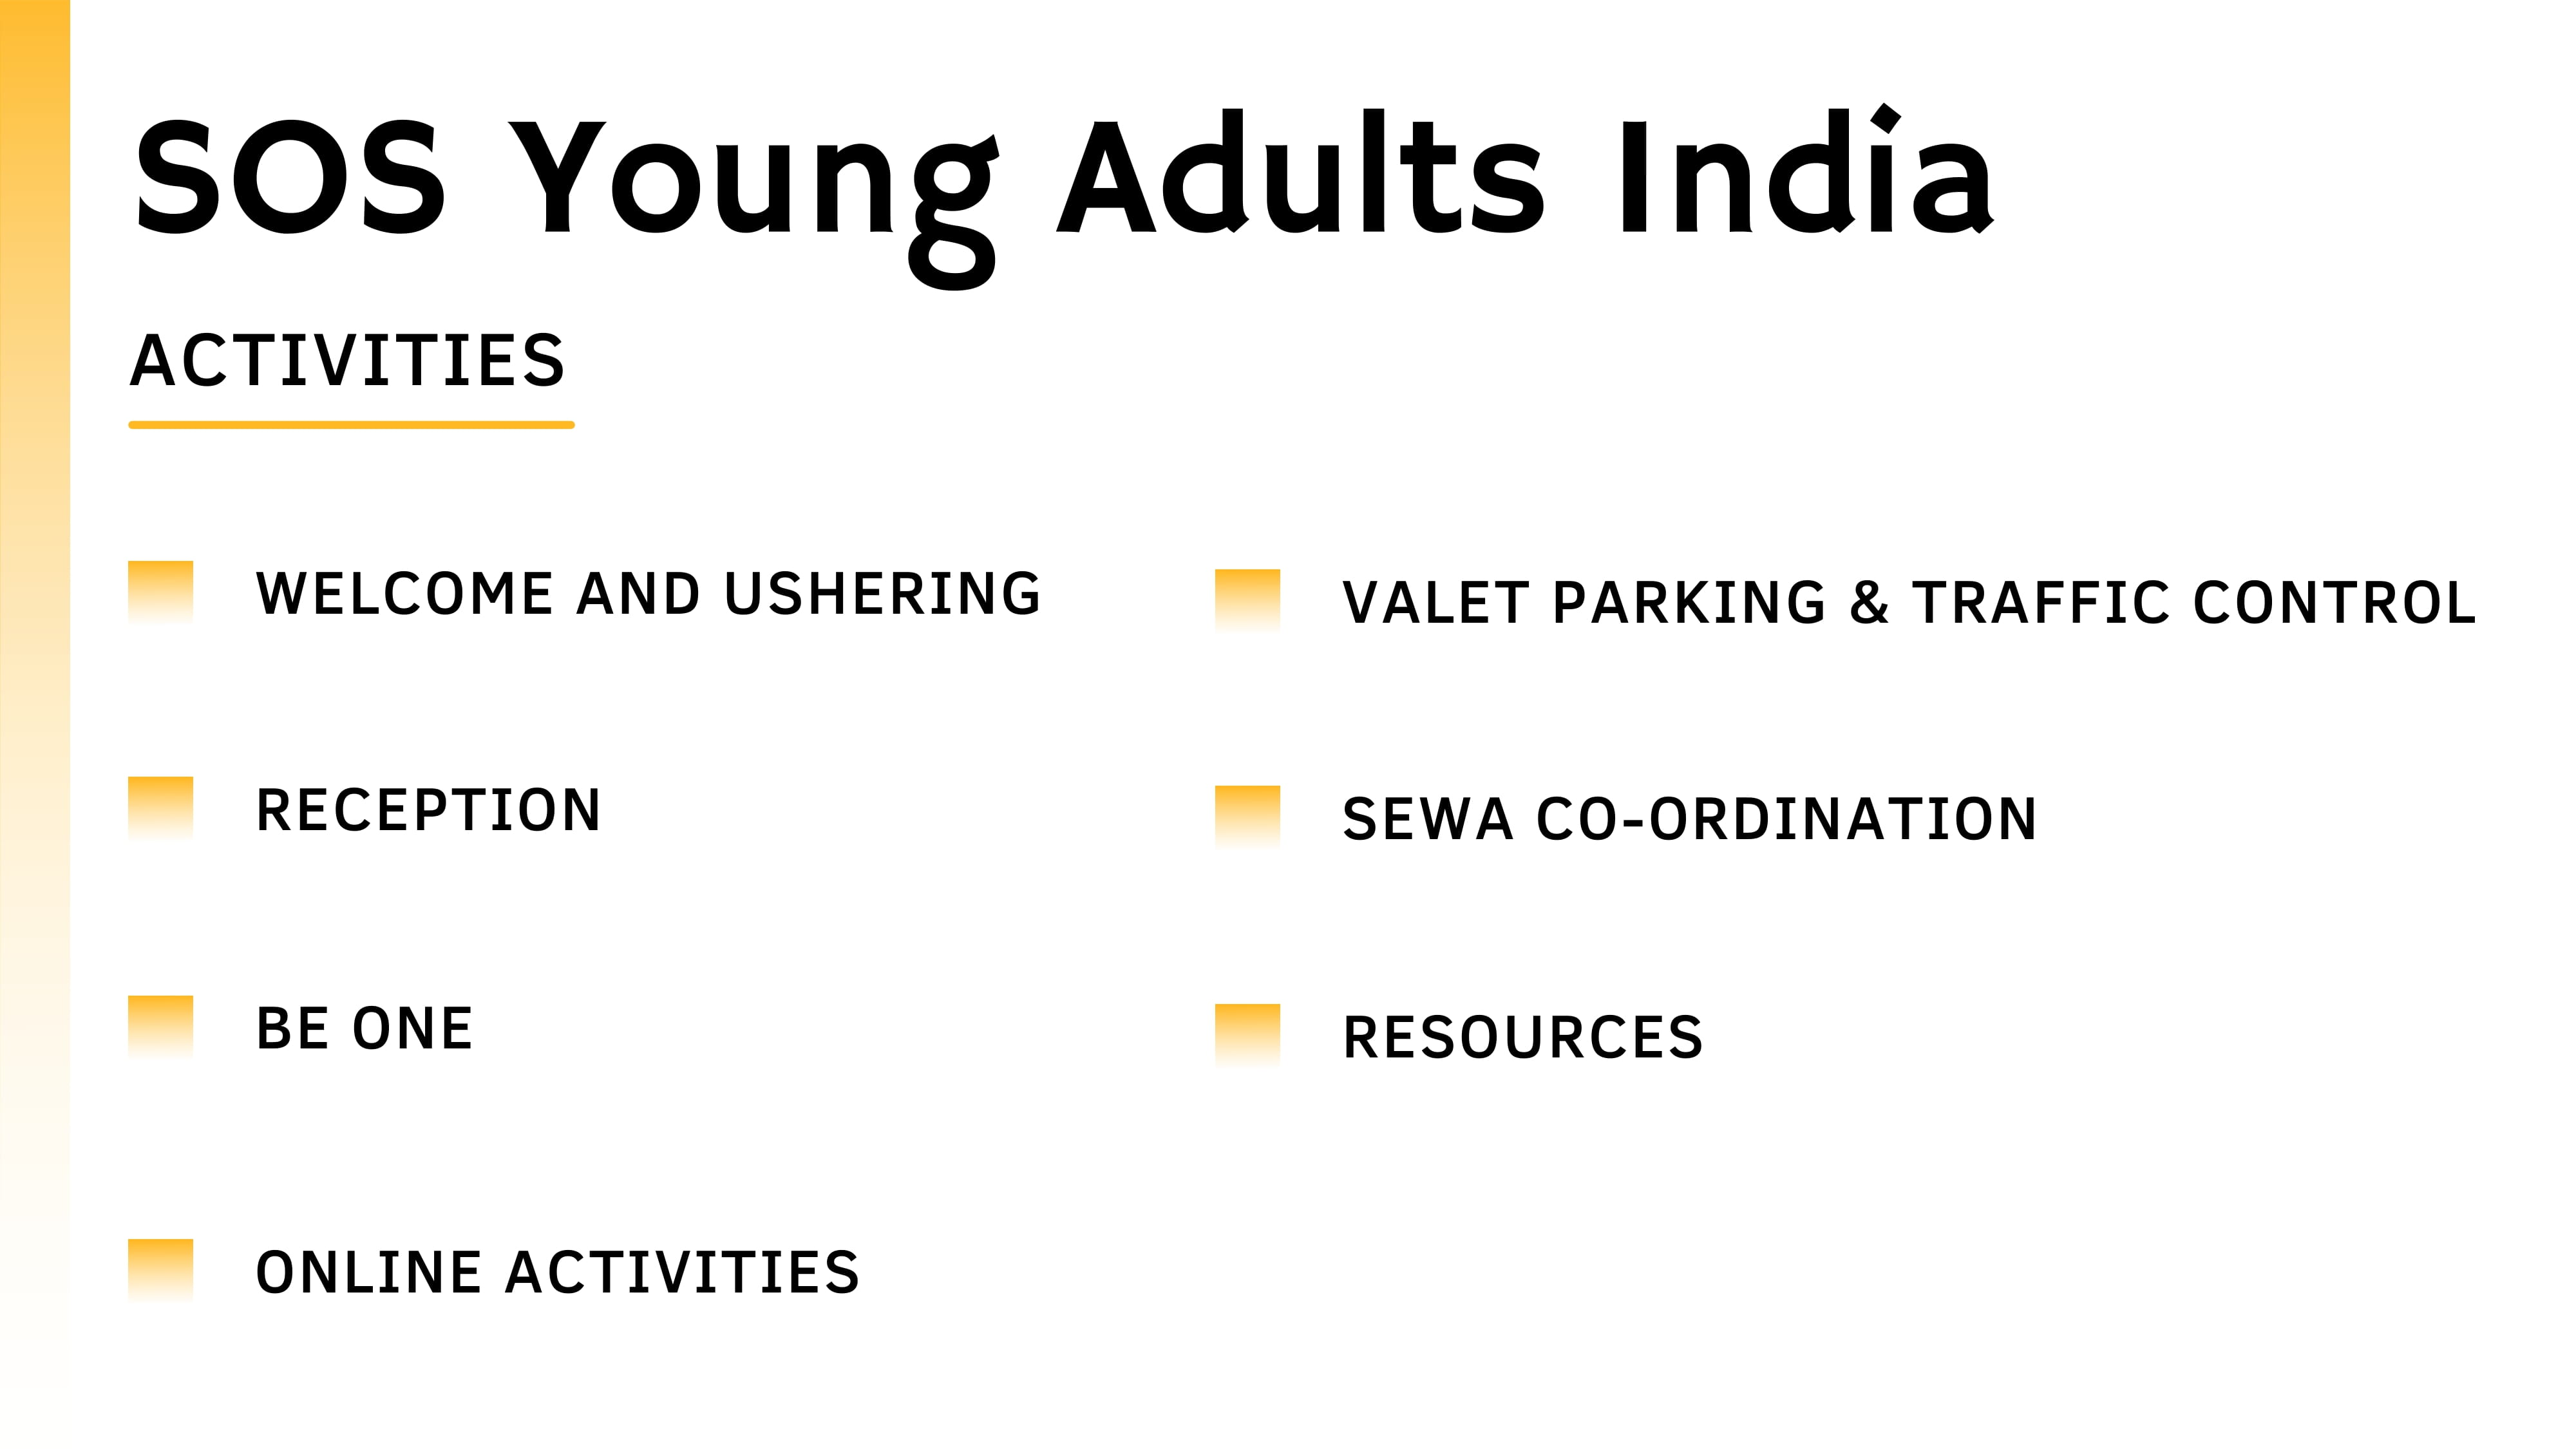 SOS Young Adults India
ACTIVITIES
WELCOME AND USHERING
RECEPTION
BE ONE
ONLINE ACTIVITIES
VALET PARKING & TRAFFIC CONTROL
SEWA CO-ORDINATION
RESOURCES